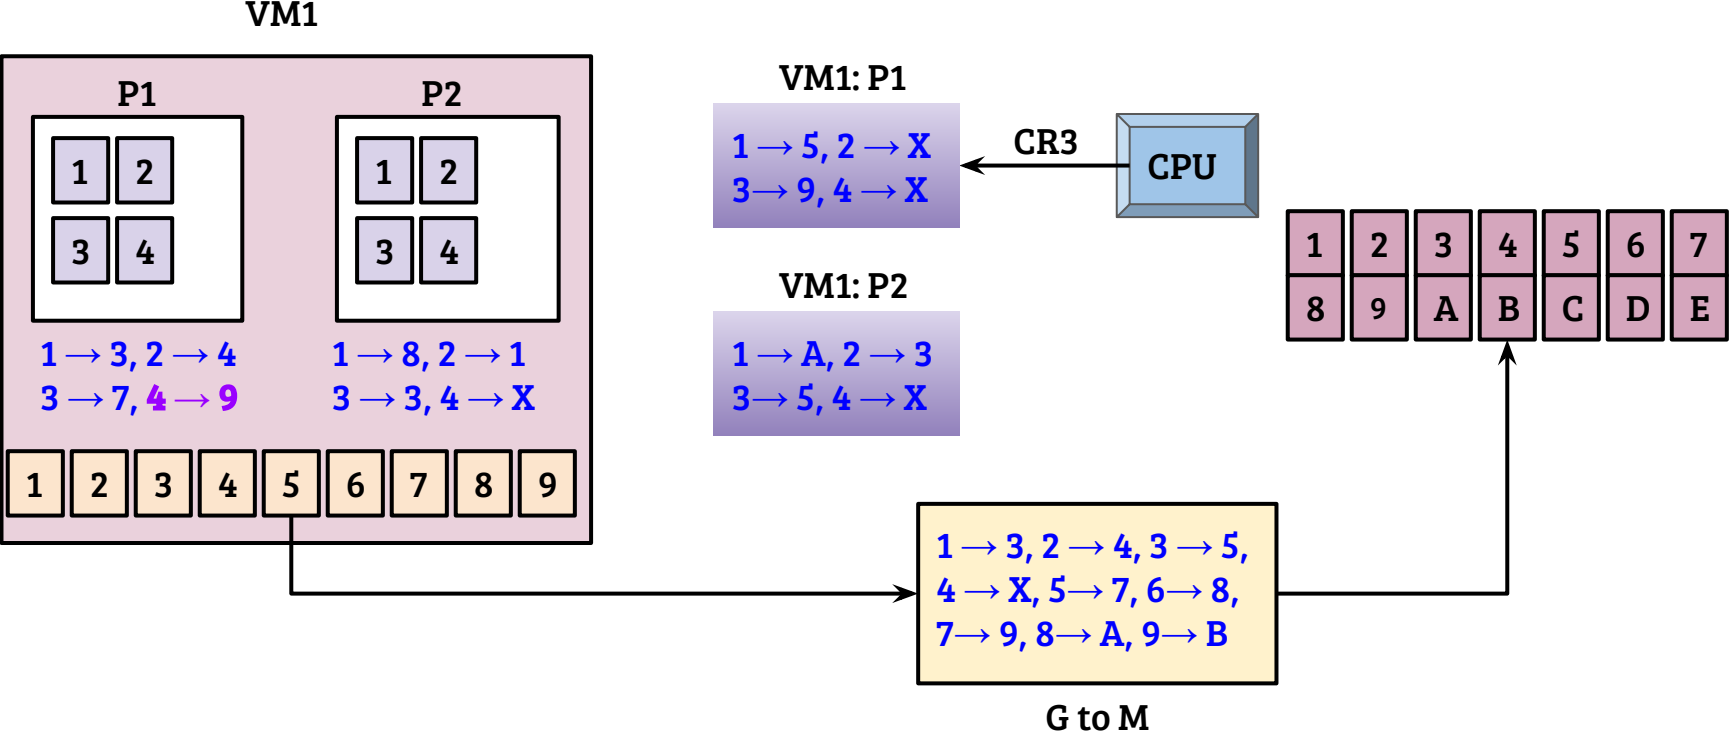 VM1
P1
1 2
3 4
1 → 3, 2 → 4
3 → 7, 4 → 9
P2
1 2
3 4
1 → 8, 2 → 1
3 → 3, 4 → X
1 2 3 4 5 6 7 8 9
VM1: P1
1 → 5, 2 → X
3→ 9, 4 → X
CR3
CPU
VM1: P2
1 → A, 2 → 3
3→ 5, 4 → X
1 2 3 4 5 6 7
8 9 A B C D E
1 → 3, 2 → 4, 3 → 5,
4 → X, 5→ 7, 6→ 8,
7→ 9, 8→ A, 9→ B
G to M